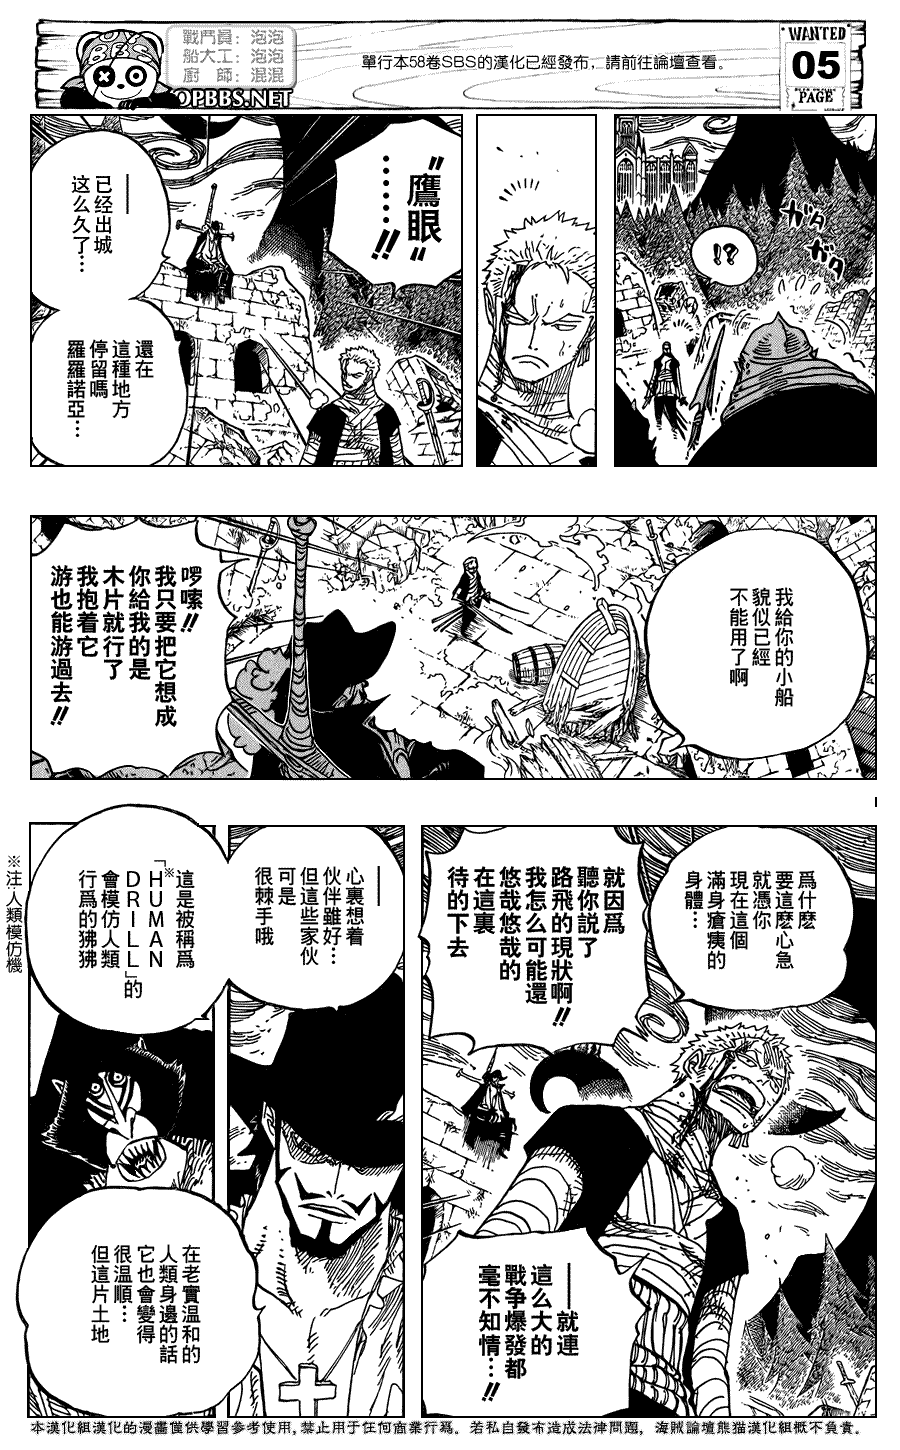 戰鬥員：泡泡
船大工：泡泡
廚　師：混混
OPBBS.NET
單行本58卷SBS的漢化已經發布，請前往論壇查看。
WANTED
05
PAGE
ガタ
ガタ
!?
“鷹眼”
……!!
——
已经出城
这么久了…
還在
這種地方
停留嗎
羅羅諾亞…
我給你的小船
貌似已經
不能用了啊
啰嗦!!
我只要把它想成
你給我的是
木片就行了
我抱着它
游也能游過去!!
爲什麽
要這麽心急
就憑你
現在這個
滿身瘡痍的
身體…
就因爲
聽你説了
路飛的現狀啊!!
我怎么可能還
悠哉悠哉的
在這裏
待的下去
——就連
這么大的
戰争爆發都
毫不知情…!!
——
心裏想着
伙伴雖好…
但這些家伙
可是
很棘手哦
這是被稱爲
「HUMAN※
DRILL」的
會模仿人類
行爲的狒狒
※注:人類模仿機
在老實温和的
人類身邊的話
它也會變得
很温順…
但這片土地
本漢化組漢化的漫畫僅供學習參考使用,禁止用于任何商業行爲。若私自發布造成法律問題，海賊論壇熊猫漢化組概不負責。